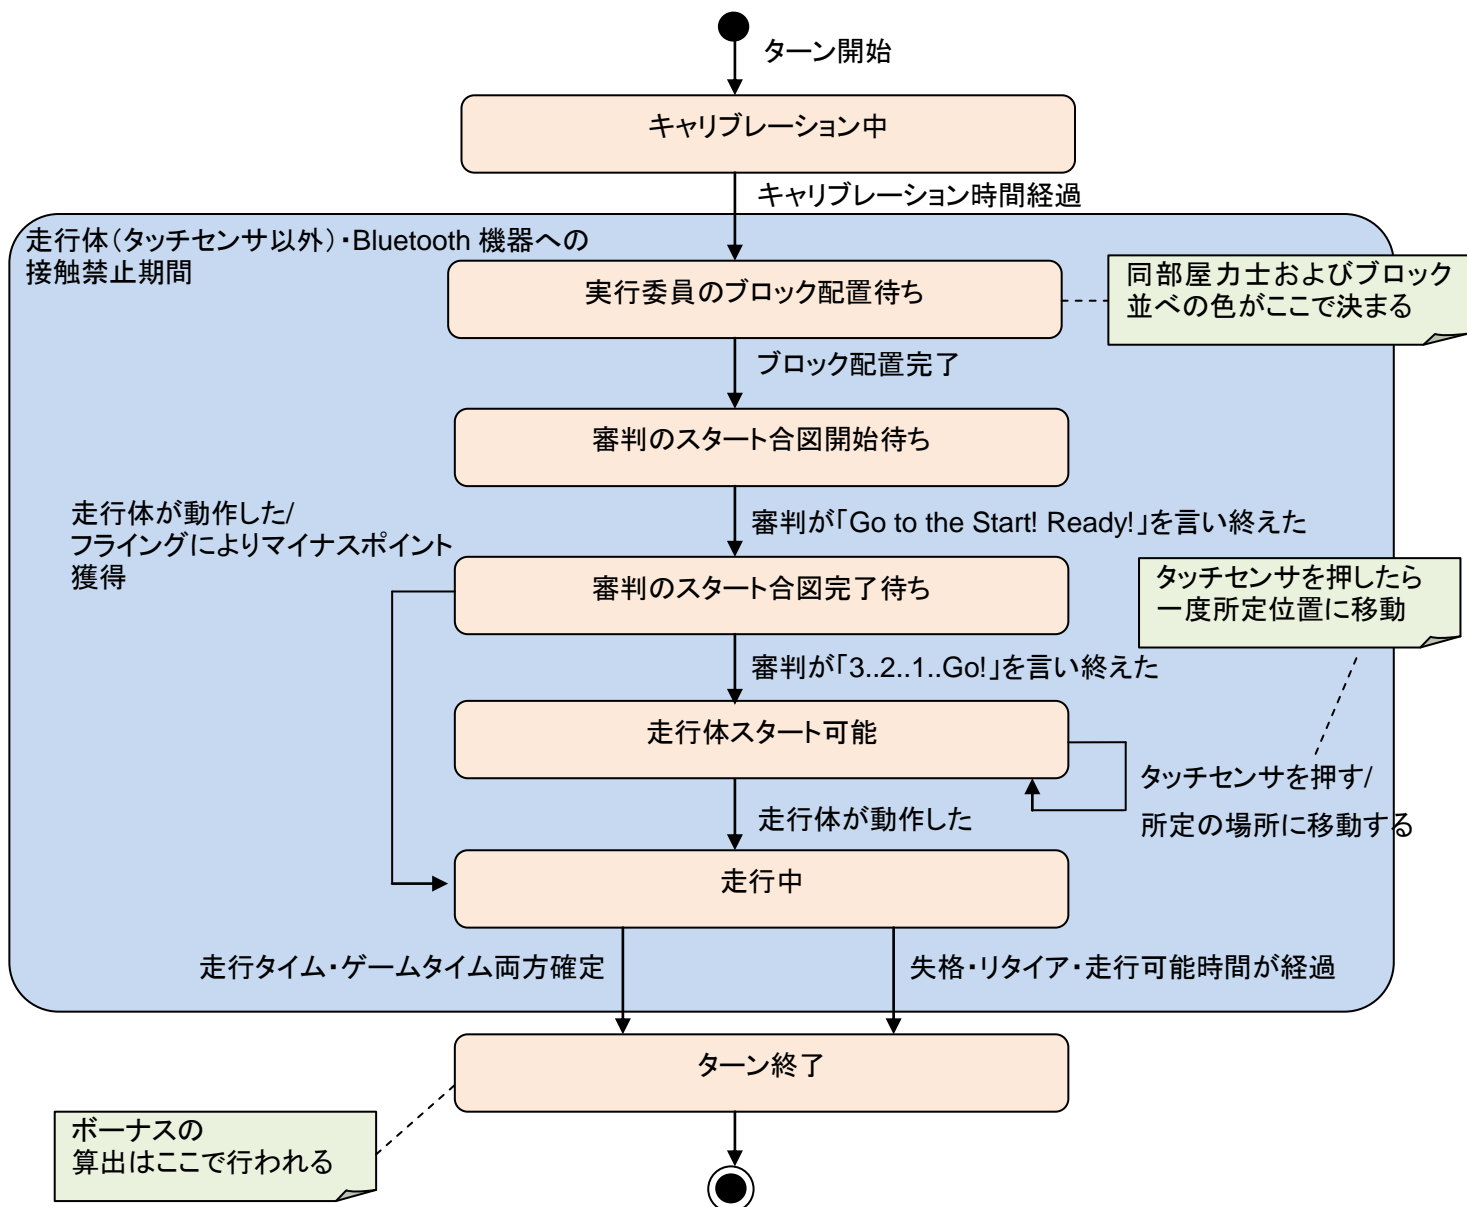 ターン開始
キャリブレーション中
キャリブレーション時間経過
走行体（タッチセンサ以外）・Bluetooth 機器への
接触禁止期間
実行委員のブロック配置待ち
同部屋力士およびブロック
並べの色がここで決まる
ブロック配置完了
審判のスタート合図開始待ち
走行体が動作した/
フライングによりマイナスポイント
獲得
審判が「Go to the Start! Ready!」を言い終えた
審判のスタート合図完了待ち
タッチセンサを押したら
一度所定位置に移動
審判が「3..2..1..Go!」を言い終えた
走行体スタート可能
タッチセンサを押す/
所定の場所に移動する
走行体が動作した
走行中
走行タイム・ゲームタイム両方確定
失格・リタイア・走行可能時間が経過
ターン終了
ボーナスの
算出はここで行われる